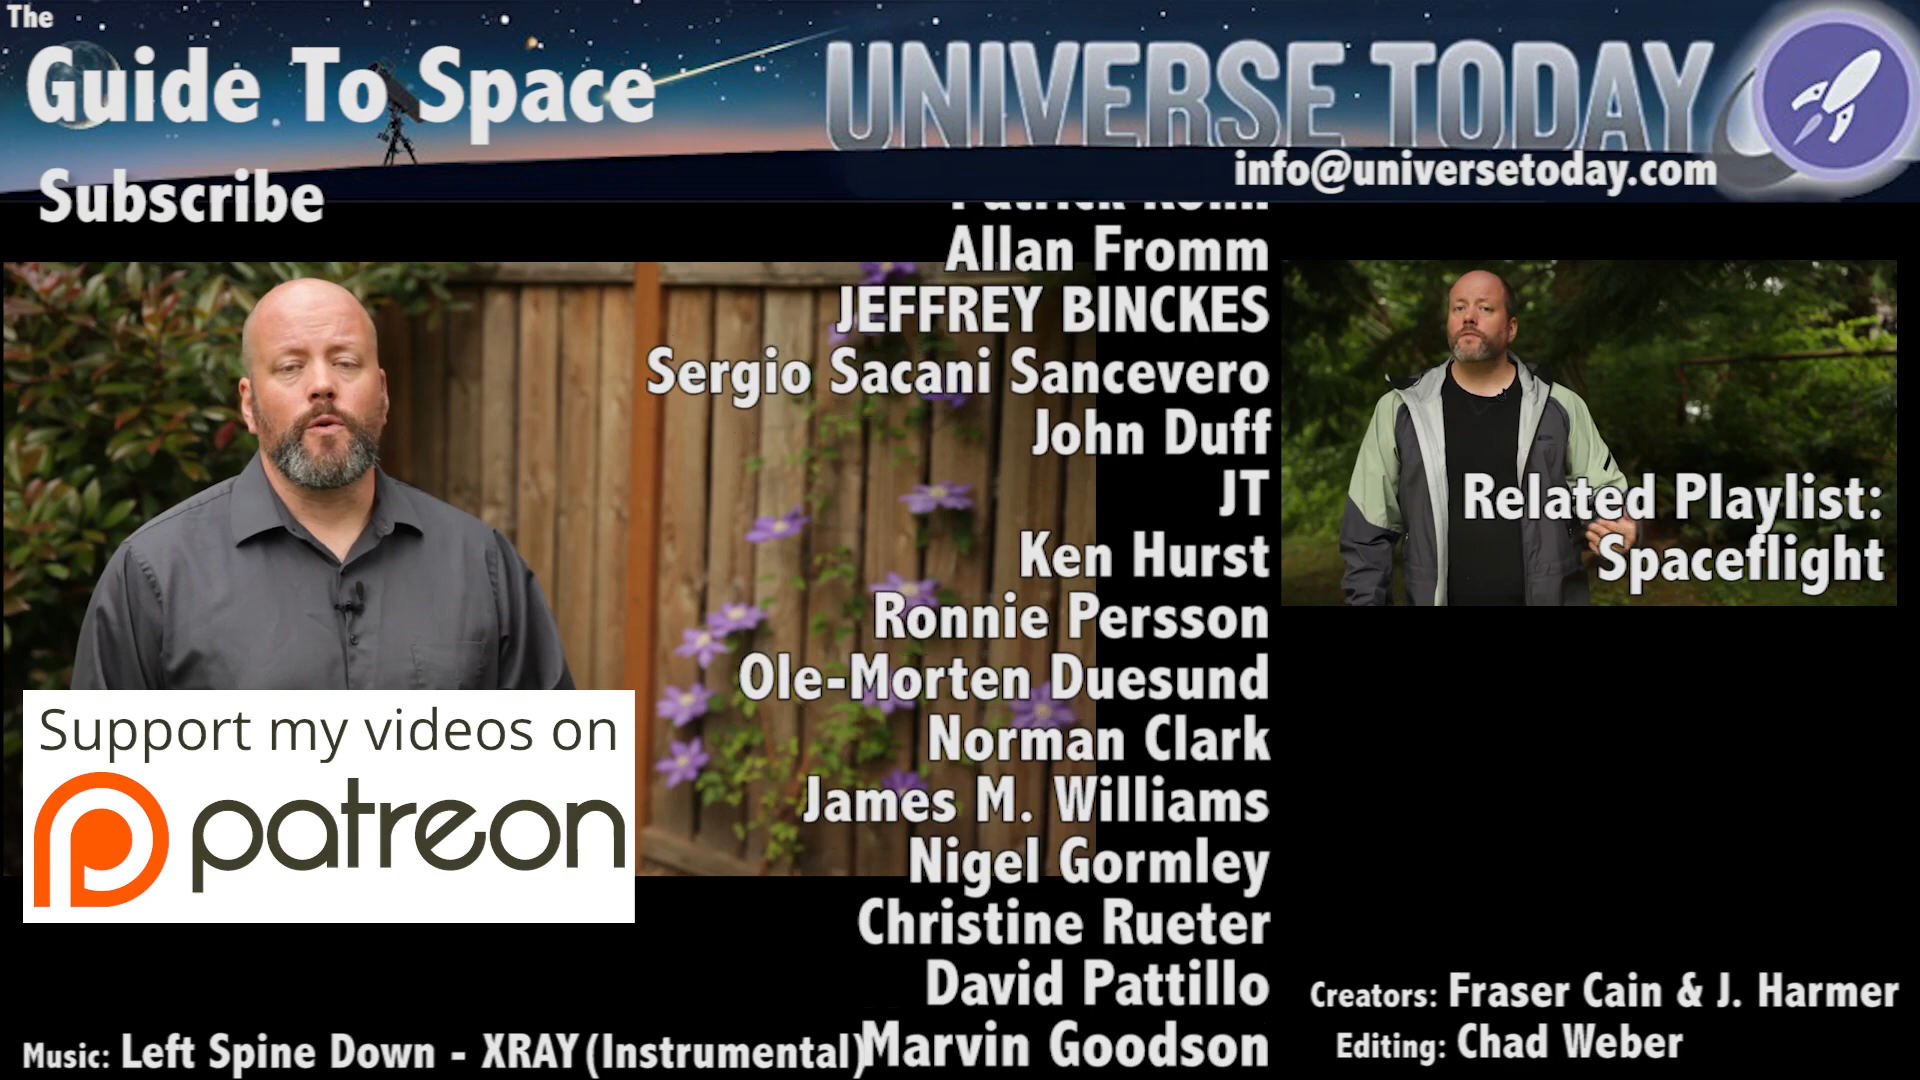 The
Guide To Space
UNIVERSE TODAY
info@universetoday.com
Subscribe
Allan Fromm
JEFFREY BINCKES
Sergio Sacani Sancevero
John Duff
JT
Ken Hurst
Ronnie Persson
Ole-Morten Duesund
Norman Clark
James M. Williams
Nigel Gormley
Christine Rueter
David Pattillo
Marvin Goodson
Related Playlist:
Spaceflight
Support my videos on
patreon
Music: Left Spine Down - XRAY (Instrumental)
Creators: Fraser Cain & J. Harmer
Editing: Chad Weber